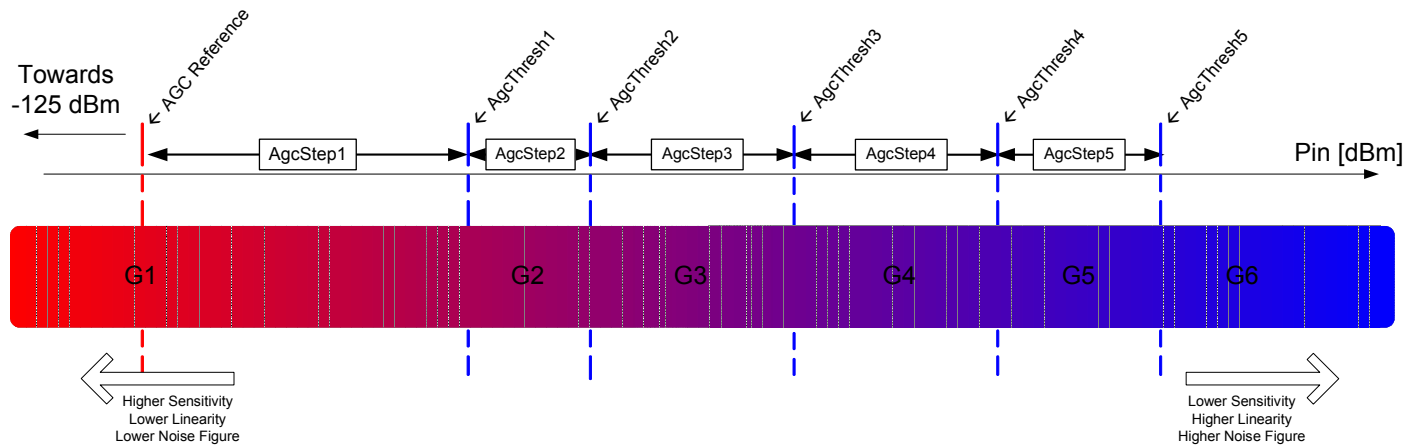 Towards
-125 dBm
← AGC Reference
← AgcThresh1
← AgcThresh2
← AgcThresh3
← AgcThresh4
← AgcThresh5
AgcStep1
AgcStep2
AgcStep3
AgcStep4
AgcStep5
Pin [dBm]
G1
G2
G3
G4
G5
G6
Higher Sensitivity
Lower Linearity
Lower Noise Figure
Lower Sensitivity
Higher Linearity
Higher Noise Figure